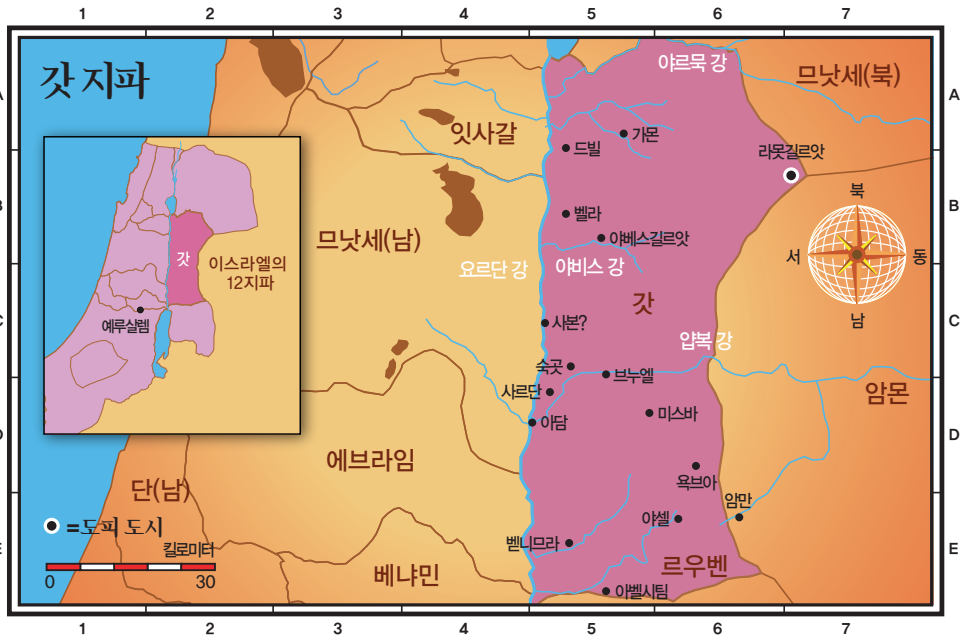 1 2 3 4 5 6 7
갓 지파
A A
야르묵 강
므낫세(북)
잇사갈
가몬
드빌
라못길르앗
B B
북
벨라
므낫세(남)
야베스길르앗
서 동
갓
이스라엘의
12지파
요르단 강
야비스 강
갓
남
C C
사본?
예루살렘
얍복 강
숙곳
브누엘
사르단
암몬
미스바
아담
D D
에브라임
욕브아
단(남)
암만
야셀
=도피 도시
벧니므라
킬로미터
E E
르우벤
베냐민
0 30
아벨시팀
1 2 3 4 5 6 7